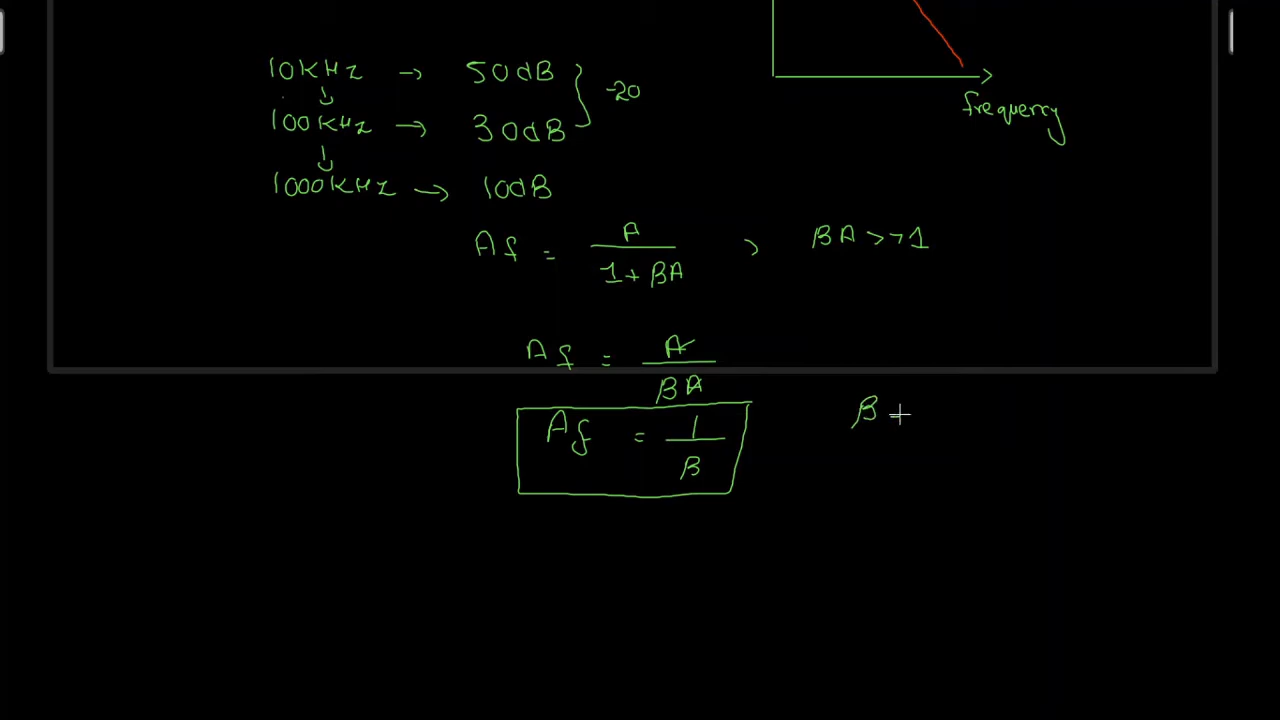 10KHz → 50dB
-20
100KHz → 30dB
frequency
1000KHz → 10dB
Af = A / 1+βA , βA >> 1
Af = A / βA
Af = 1 / β
β